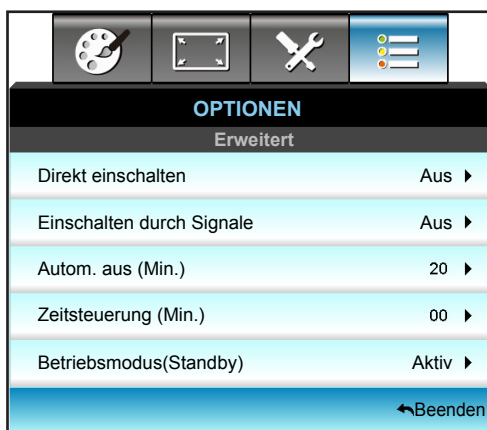 OPTIONEN
Erweitert
Direkt einschalten Aus
Einschalten durch Signale Aus
Autom. aus (Min.) 20
Zeitsteuerung (Min.) 00
Betriebsmodus(Standby) Aktiv
Beenden